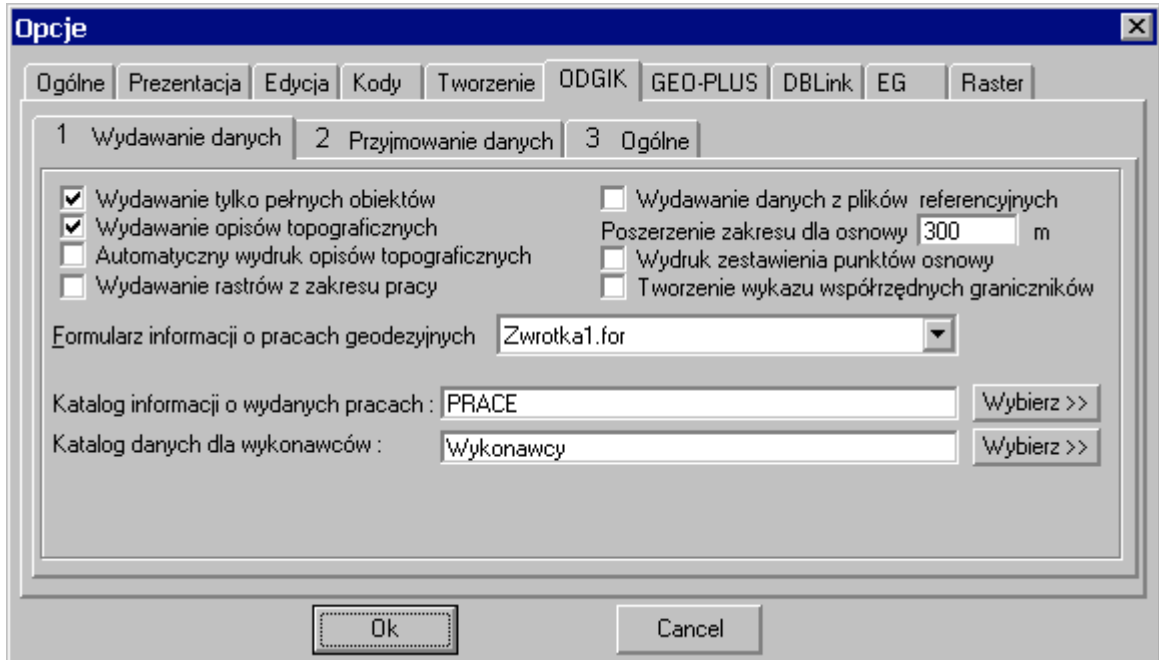 Opcje
Ogólne Prezentacja Edycja Kody Tworzenie ODGIK GEO-PLUS DBLink EG Raster
1 Wydawanie danych 2 Przyjmowanie danych 3 Ogólne
Wydawanie tylko pełnych obiektów
Wydawanie opisów topograficznych
Automatyczny wydruk opisów topograficznych
Wydawanie rastrów z zakresu pracy
Wydawanie danych z plików referencyjnych
Poszerzenie zakresu dla osnowy 300 m
Wydruk zestawienia punktów osnowy
Tworzenie wykazu współrzędnych graniczników
Formularz informacji o pracach geodezyjnych Zwrotka1.for
Katalog informacji o wydanych pracach : PRACE Wybierz >>
Katalog danych dla wykonawców : Wykonawcy Wybierz >>
Ok Cancel